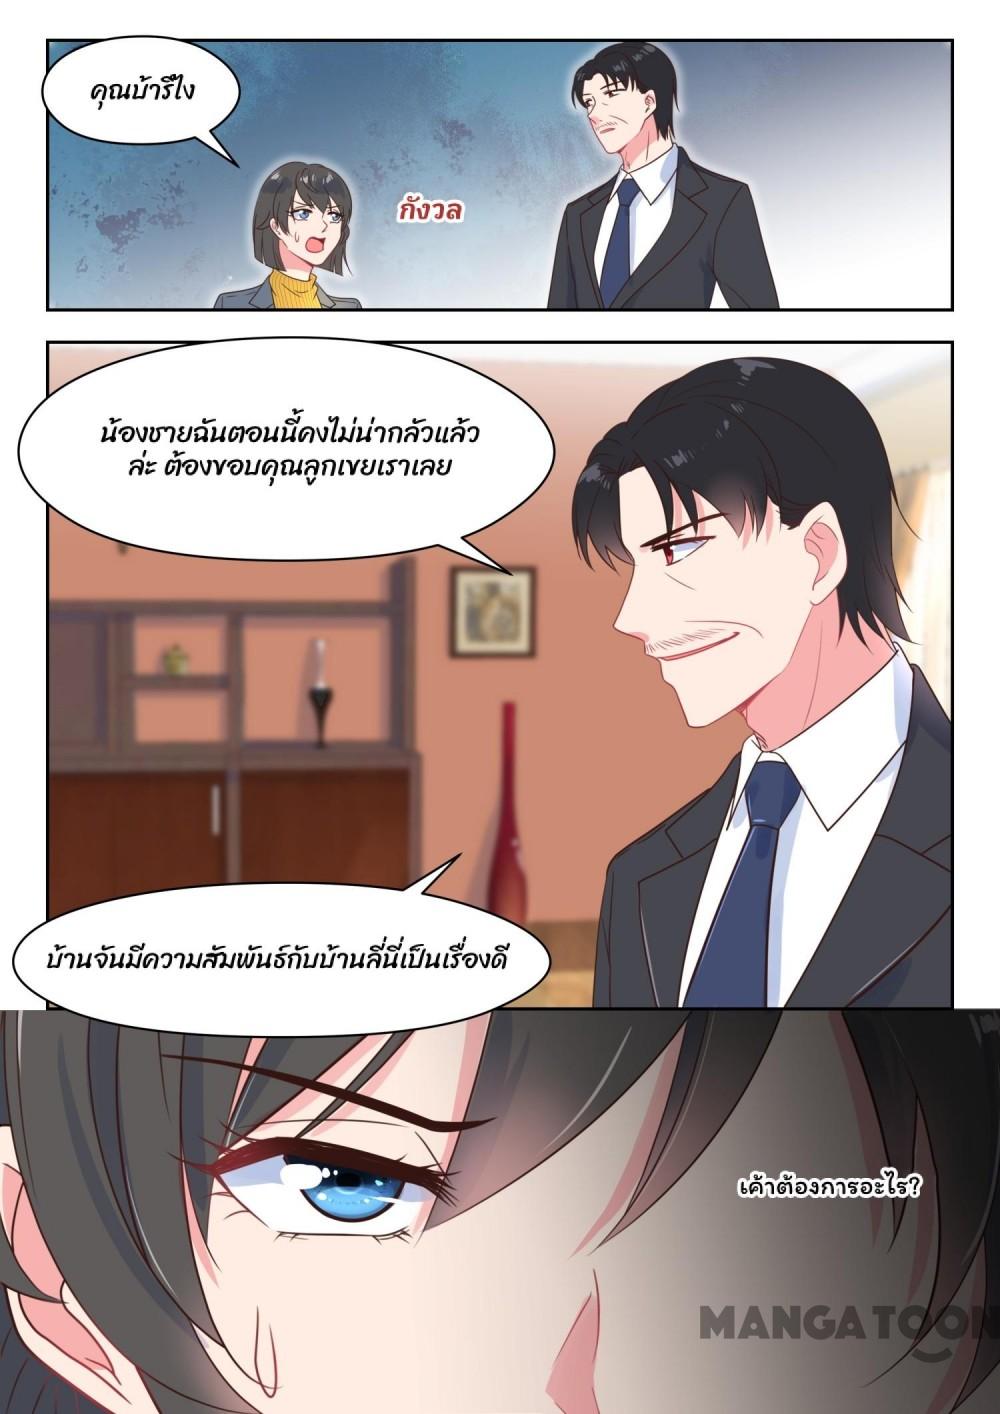 คุณบ้ารึไง
กังวล
น้องชายฉันตอนนี้คงไม่น่ากลัวแล้ว
ล่ะ ต้องขอบคุณลูกเขยเราเลย
บ้านจันมีความสัมพันธ์กับบ้านลี่นี่เป็นเรื่องดี
เค้าต้องการอะไร?
MANGATOON